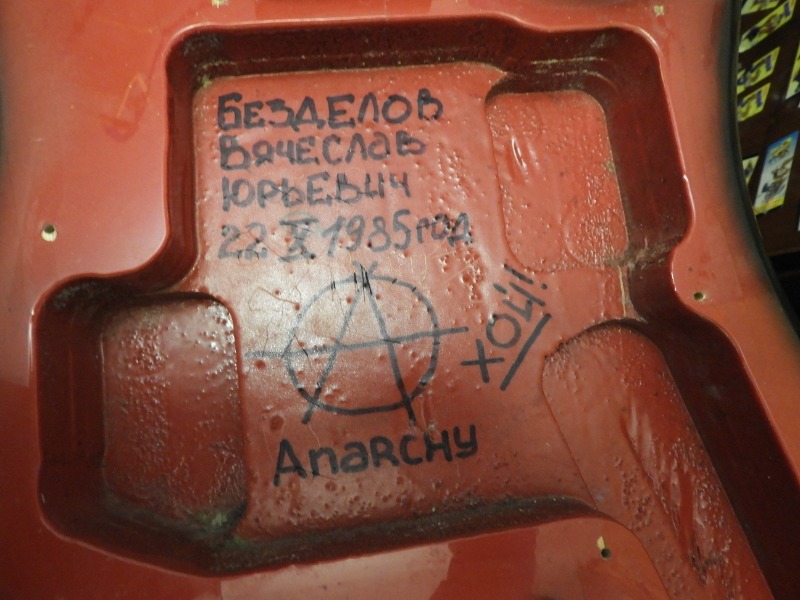 БЕЗДЕЛОВ
ВЯЧЕСЛАВ
ЮРЬЕВИЧ
22 X 1985 год
ХОЙ!
Anarchy